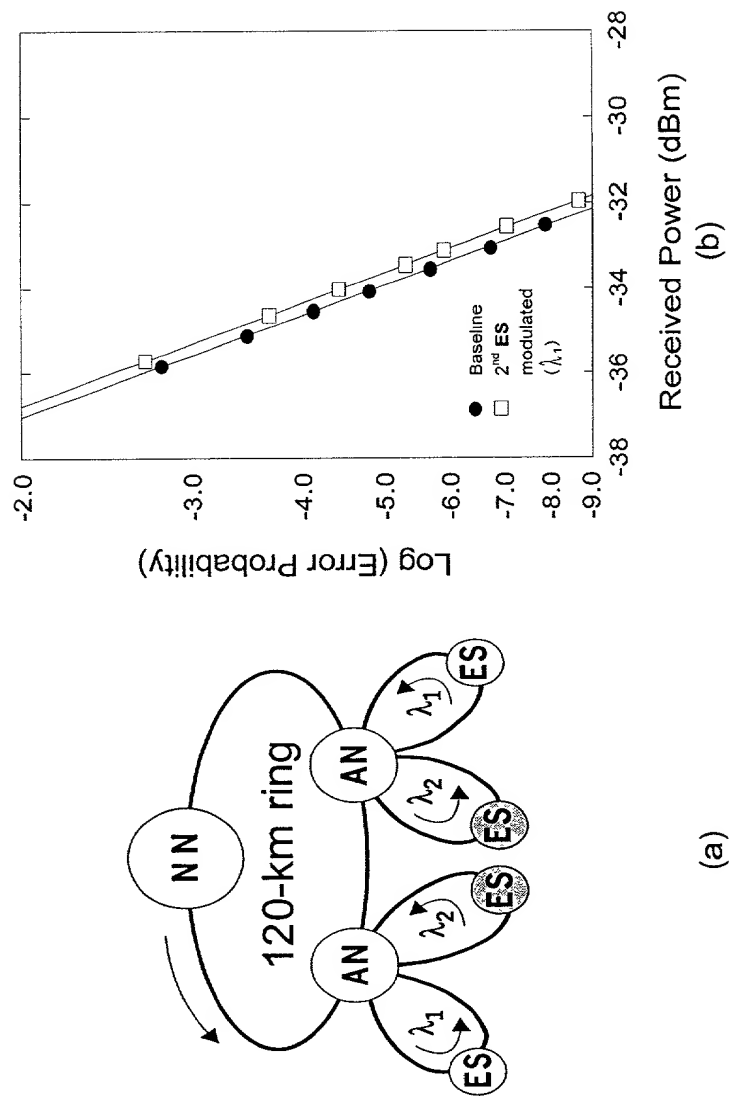 NN
120-km ring
AN
AN
λ1
λ2
λ2
λ1
ES
ES
ES
ES
(a)
Log (Error Probability)
-2.0
-3.0
-4.0
-5.0
-6.0
-7.0
-8.0
-9.0
Baseline
2nd ES
modulated
(λ1)
-38
-36
-34
-32
-30
-28
Received Power (dBm)
(b)